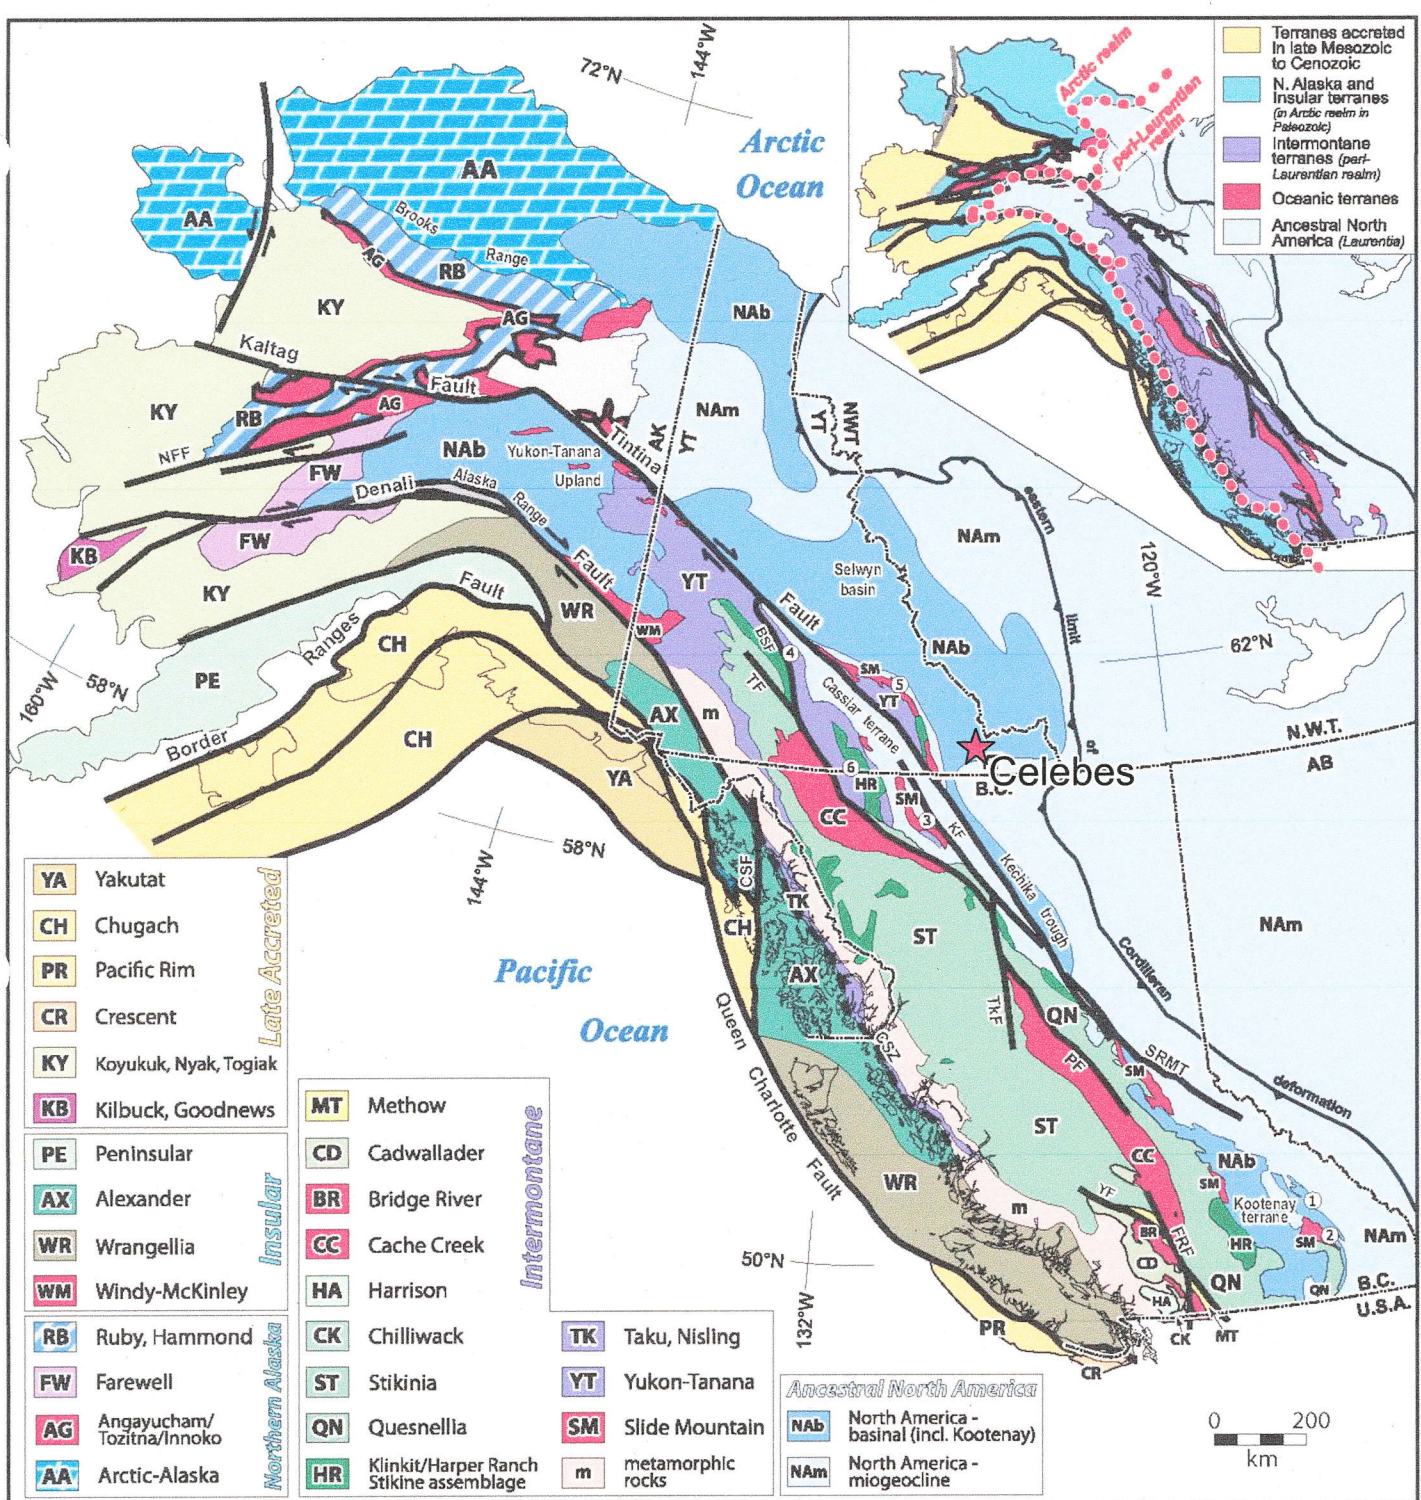 72°N
144°W
Arctic
Ocean
AA
AA
Brooks
Range
AG
RB
KY
AG
NAb
Kaltag
Fault
KY
RB
AG
NFF
NAm
AK
YT
YT
NWT
NAb
Yukon-Tanana
Upland
Tintina
FW
Denali
Alaska
Range
Fault
FW
KB
KY
eastern
limit
of
Cordilleran
deformation
NAm
Selwyn
basin
120°W
62°N
YT
Fault
WR
WM
BSF
4
TF
NAb
SM
5
YT
Cassiar terrane
Fault
Ranges
CH
PE
160°W
58°N
Border
CH
AX
m
YA
6
HR
SM
3
CC
KF
Celebes
B.C.
N.W.T.
AB
Kechika
trough
NAm
58°N
144°W
CSF
TK
CH
AX
ST
Pacific
Ocean
Queen
Charlotte
Fault
CSZ
TkF
QN
PF
SM
SRMT
ST
WR
m
CC
YF
BR
FRF
CD
HA
CK
MT
QN
HR
SM
NAb
Kootenay
terrane
1
SM
2
QN
NAm
B.C.
U.S.A.
50°N
132°W
PR
CR
0 200
km
Terranes accreted
in late Mesozoic
to Cenozoic
N. Alaska and
Insular terranes
(in Arctic realm in
Paleozoic)
Intermontane
terranes (peri-
Laurentian realm)
Oceanic terranes
Ancestral North
America (Laurentia)
Arctic realm
peri-Laurentian
realm
YA Yakutat
CH Chugach
PR Pacific Rim
CR Crescent
KY Koyukuk, Nyak, Togiak
KB Kilbuck, Goodnews
Late Accreted
PE Peninsular
AX Alexander
WR Wrangellia
WM Windy-McKinley
Insular
RB Ruby, Hammond
FW Farewell
AG Angayucham/
Tozitna/Innoko
AA Arctic-Alaska
Northern Alaska
MT Methow
CD Cadwallader
BR Bridge River
CC Cache Creek
HA Harrison
CK Chilliwack
ST Stikinia
QN Quesnellia
HR Klinkit/Harper Ranch
Stikine assemblage
Intermontane
TK Taku, Nisling
YT Yukon-Tanana
SM Slide Mountain
m metamorphic
rocks
Ancestral North America
NAb North America -
basinal (incl. Kootenay)
NAm North America -
miogeocline